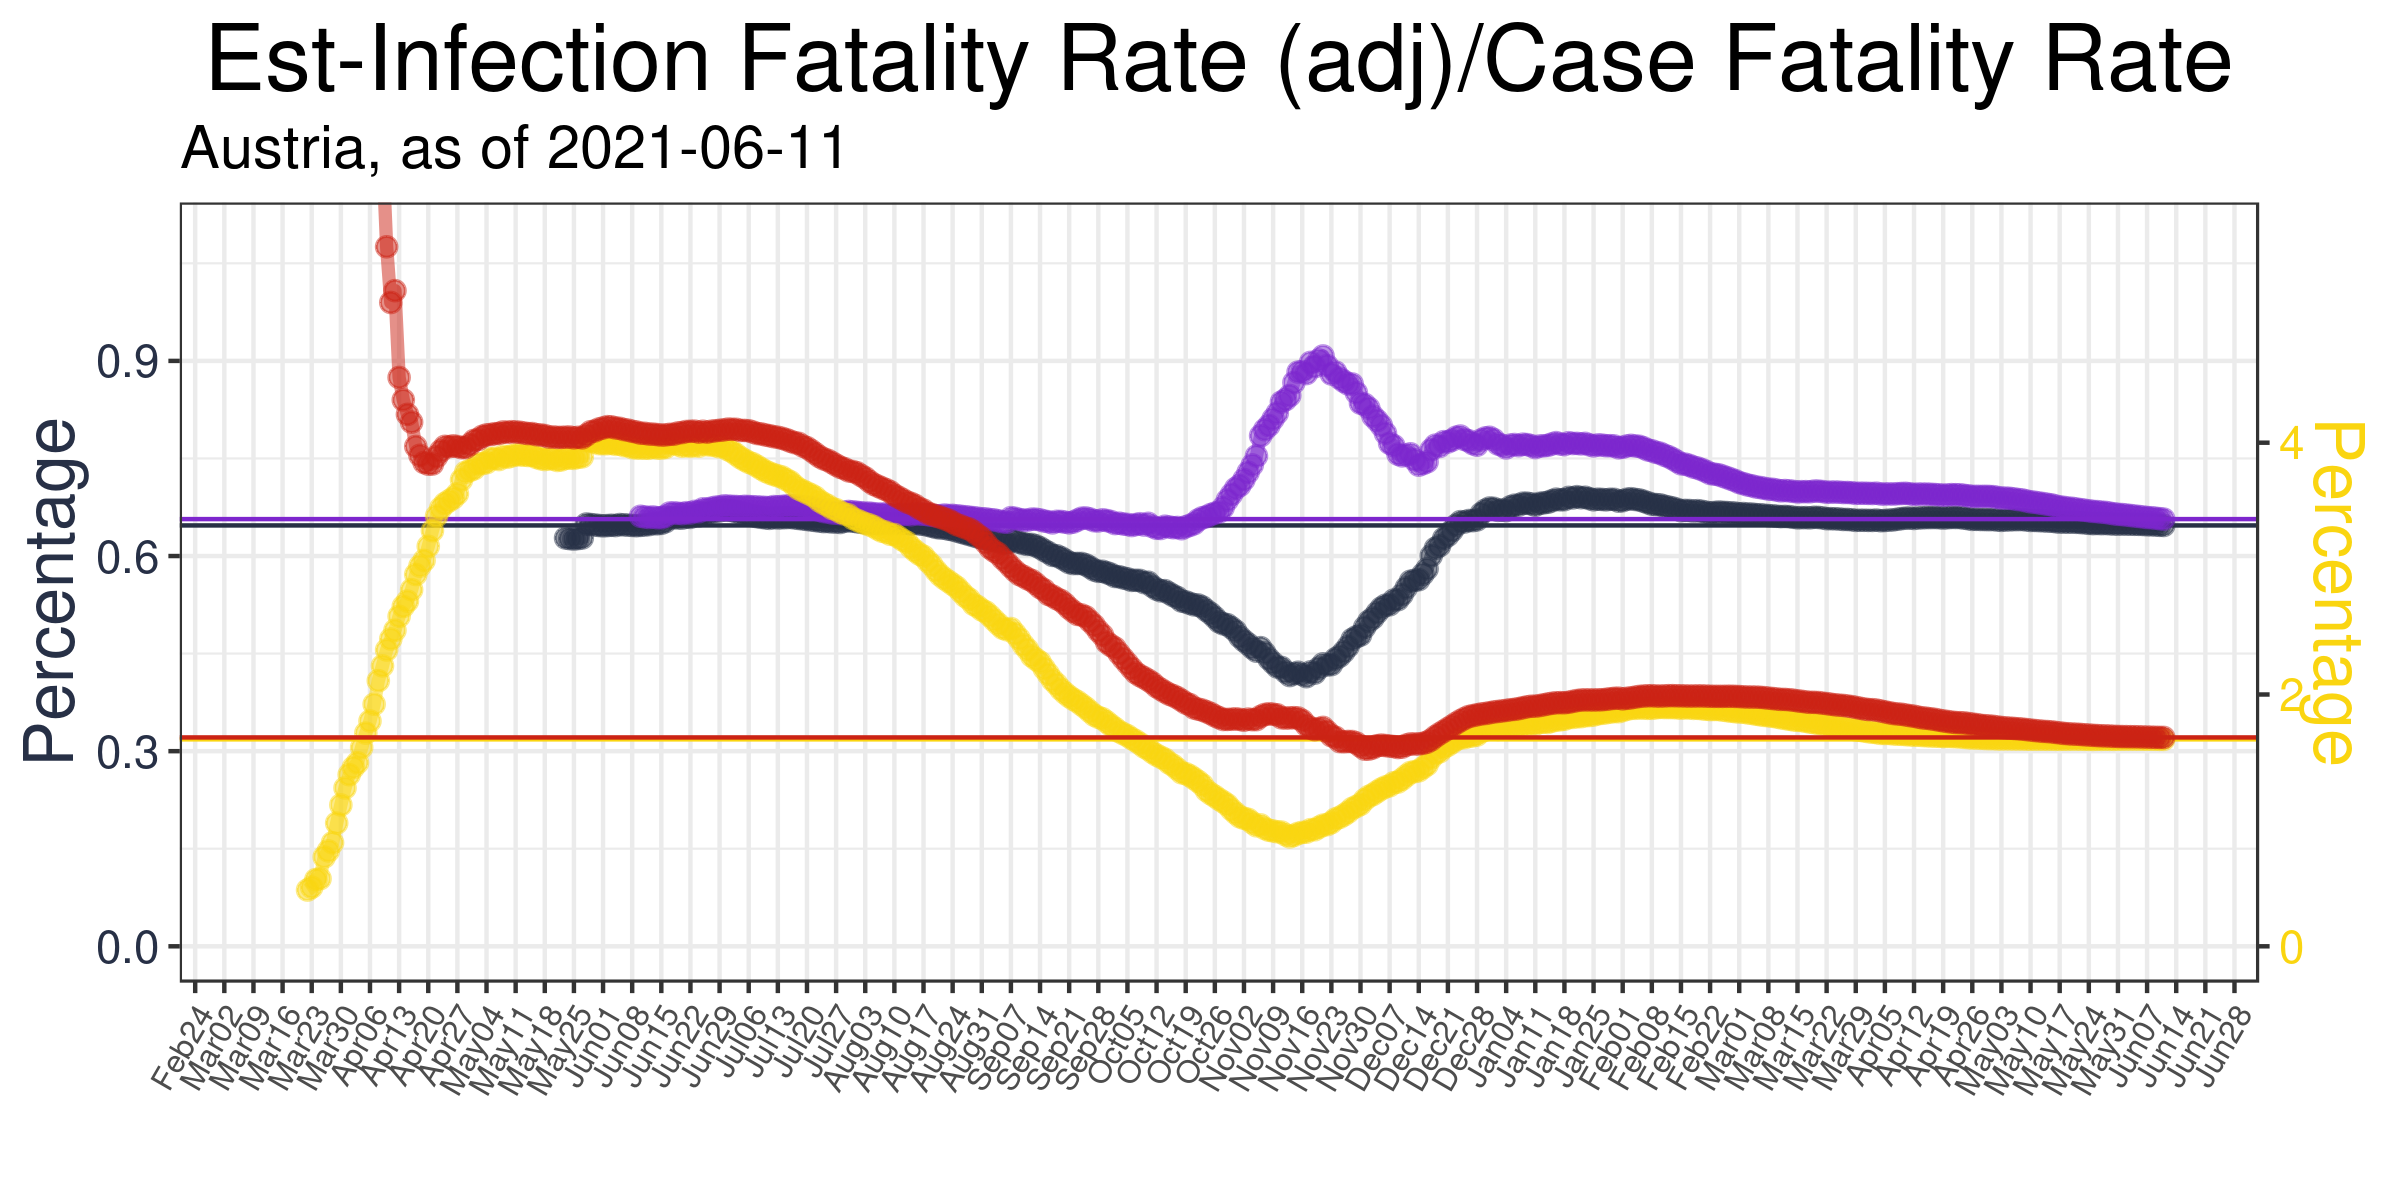 Est-Infection Fatality Rate (adj)/Case Fatality Rate
Austria, as of 2021-06-11
Percentage
0.9
0.6
0.3
0.0
4
2
0
Percentage
Feb24
Mar02
Mar09
Mar16
Mar23
Mar30
Apr06
Apr13
Apr20
Apr27
May04
May11
May18
May25
Jun01
Jun08
Jun15
Jun22
Jun29
Jul06
Jul13
Jul20
Jul27
Aug03
Aug10
Aug17
Aug24
Aug31
Sep07
Sep14
Sep21
Sep28
Oct05
Oct12
Oct19
Oct26
Nov02
Nov09
Nov16
Nov23
Nov30
Dec07
Dec14
Dec21
Dec28
Jan04
Jan11
Jan18
Jan25
Feb01
Feb08
Feb15
Feb22
Mar01
Mar08
Mar15
Mar22
Mar29
Apr05
Apr12
Apr19
Apr26
May03
May10
May17
May24
May31
Jun07
Jun14
Jun21
Jun28